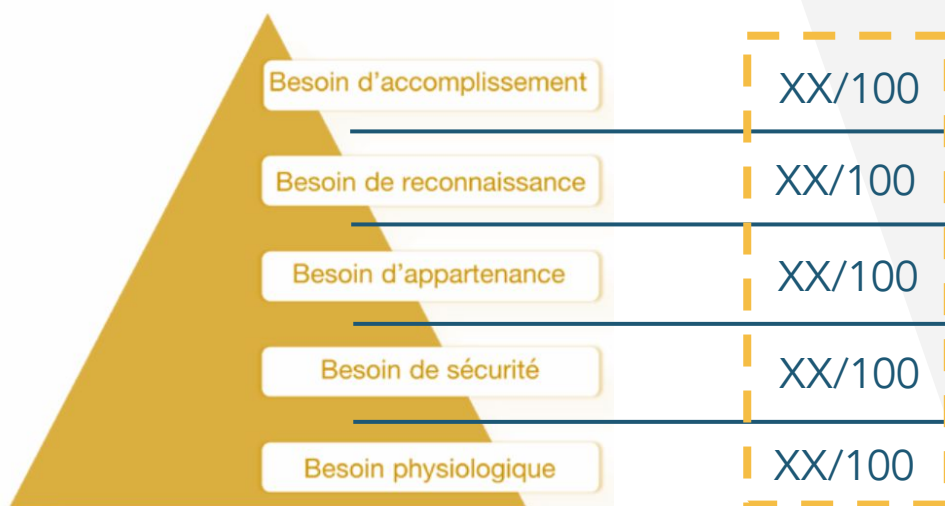 Besoin d’accomplissement XX/100
Besoin de reconnaissance XX/100
Besoin d’appartenance XX/100
Besoin de sécurité XX/100
Besoin physiologique XX/100